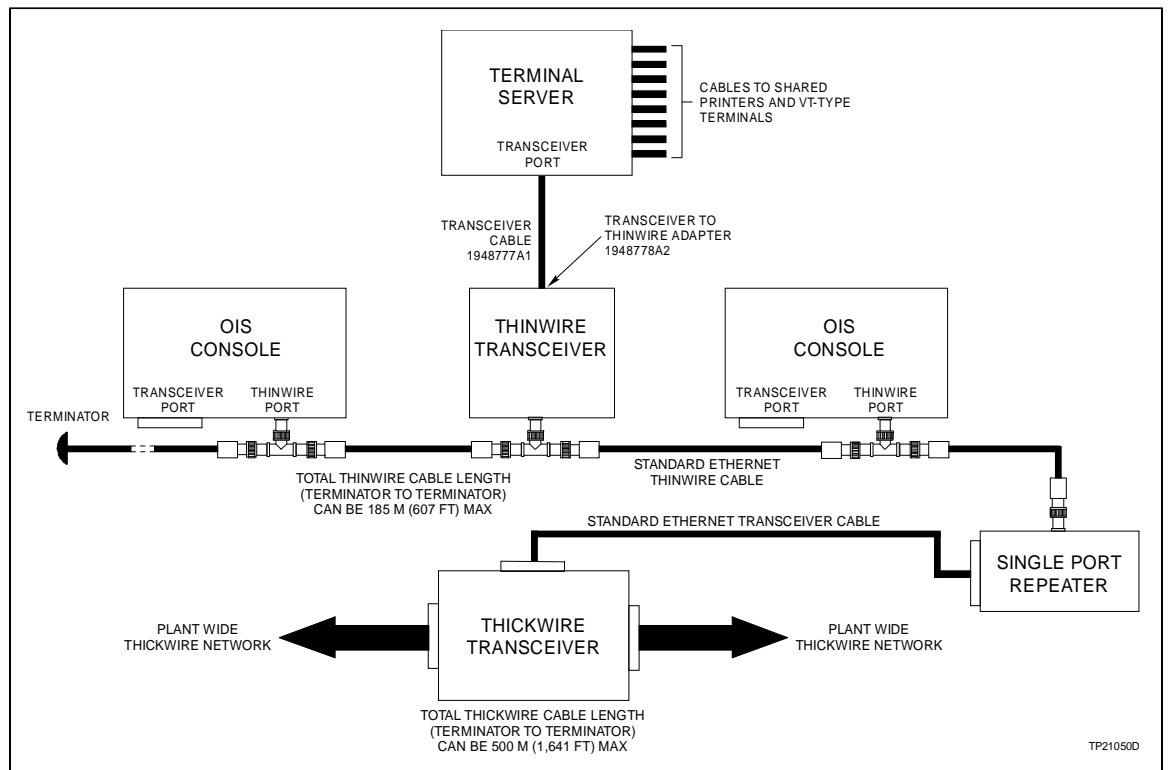 TERMINAL
SERVER
TRANSCEIVER
PORT
CABLES TO SHARED
PRINTERS AND VT-TYPE
TERMINALS
TRANSCEIVER
CABLE
1948777A1
TRANSCEIVER TO
THINWIRE ADAPTER
1948778A2
OIS
CONSOLE
TRANSCEIVER
PORT
THINWIRE
PORT
THINWIRE
TRANSCEIVER
OIS
CONSOLE
TRANSCEIVER
PORT
THINWIRE
PORT
TERMINATOR
TOTAL THINWIRE CABLE LENGTH
(TERMINATOR TO TERMINATOR)
CAN BE 185 M (607 FT) MAX
STANDARD ETHERNET
THINWIRE CABLE
STANDARD ETHERNET TRANSCEIVER CABLE
SINGLE PORT
REPEATER
PLANT WIDE
THICKWIRE NETWORK
THICKWIRE
TRANSCEIVER
PLANT WIDE
THICKWIRE NETWORK
TOTAL THICKWIRE CABLE LENGTH
(TERMINATOR TO TERMINATOR)
CAN BE 500 M (1,641 FT) MAX
TP21050D